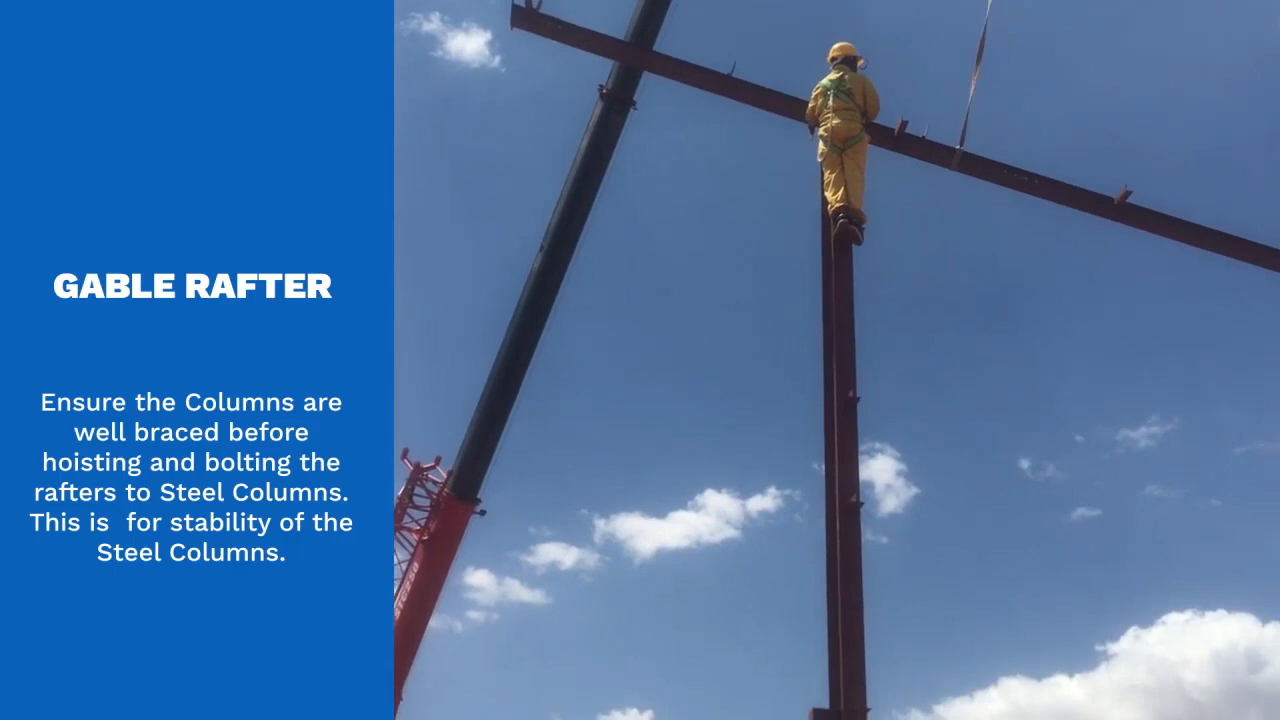 GABLE RAFTER
Ensure the Columns are
well braced before
hoisting and bolting the
rafters to Steel Columns.
This is  for stability of the
Steel Columns.